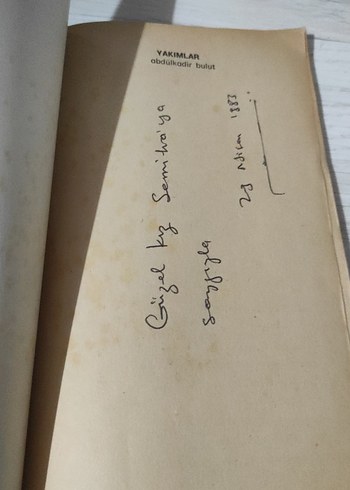 YAKIMLAR
abdülkadir bulut
Güzel kız Semiha'ya
saygıyla
29 Nisan 1983